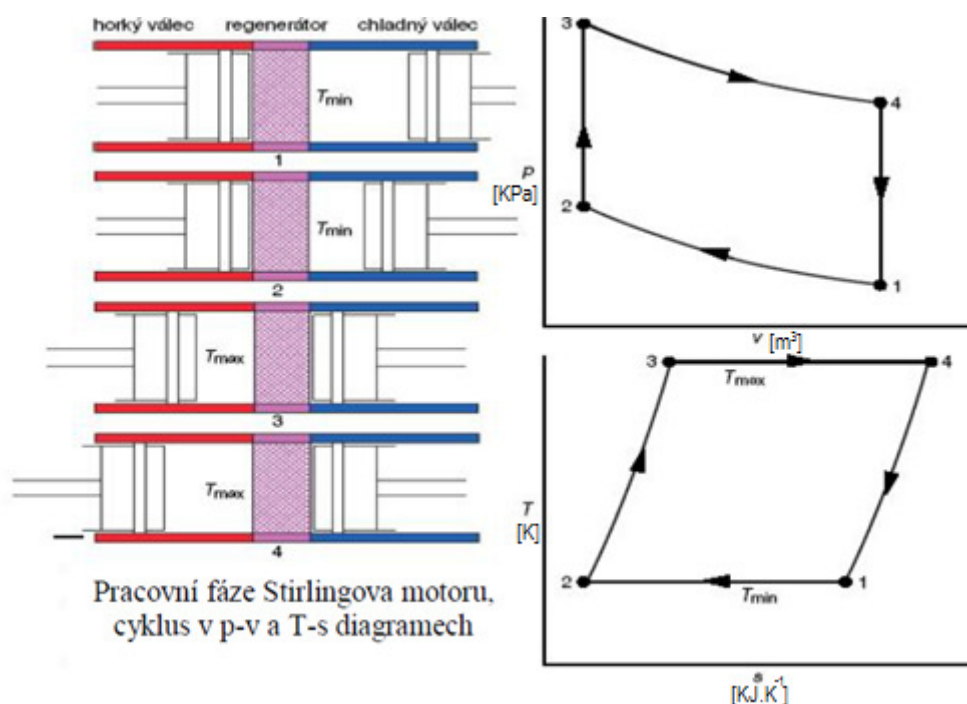 horký válec regenerátor chladný válec
Tmin
1
Tmin
2
Tmax
3
Tmax
4
Pracovní fáze Stirlingova motoru,
cyklus v p-v a T-s diagramech
3
4
p
[KPa]
2
1
v [m³]
3
4
Tmax
T
[K]
2
1
Tmin
s
[KJ.K⁻¹]